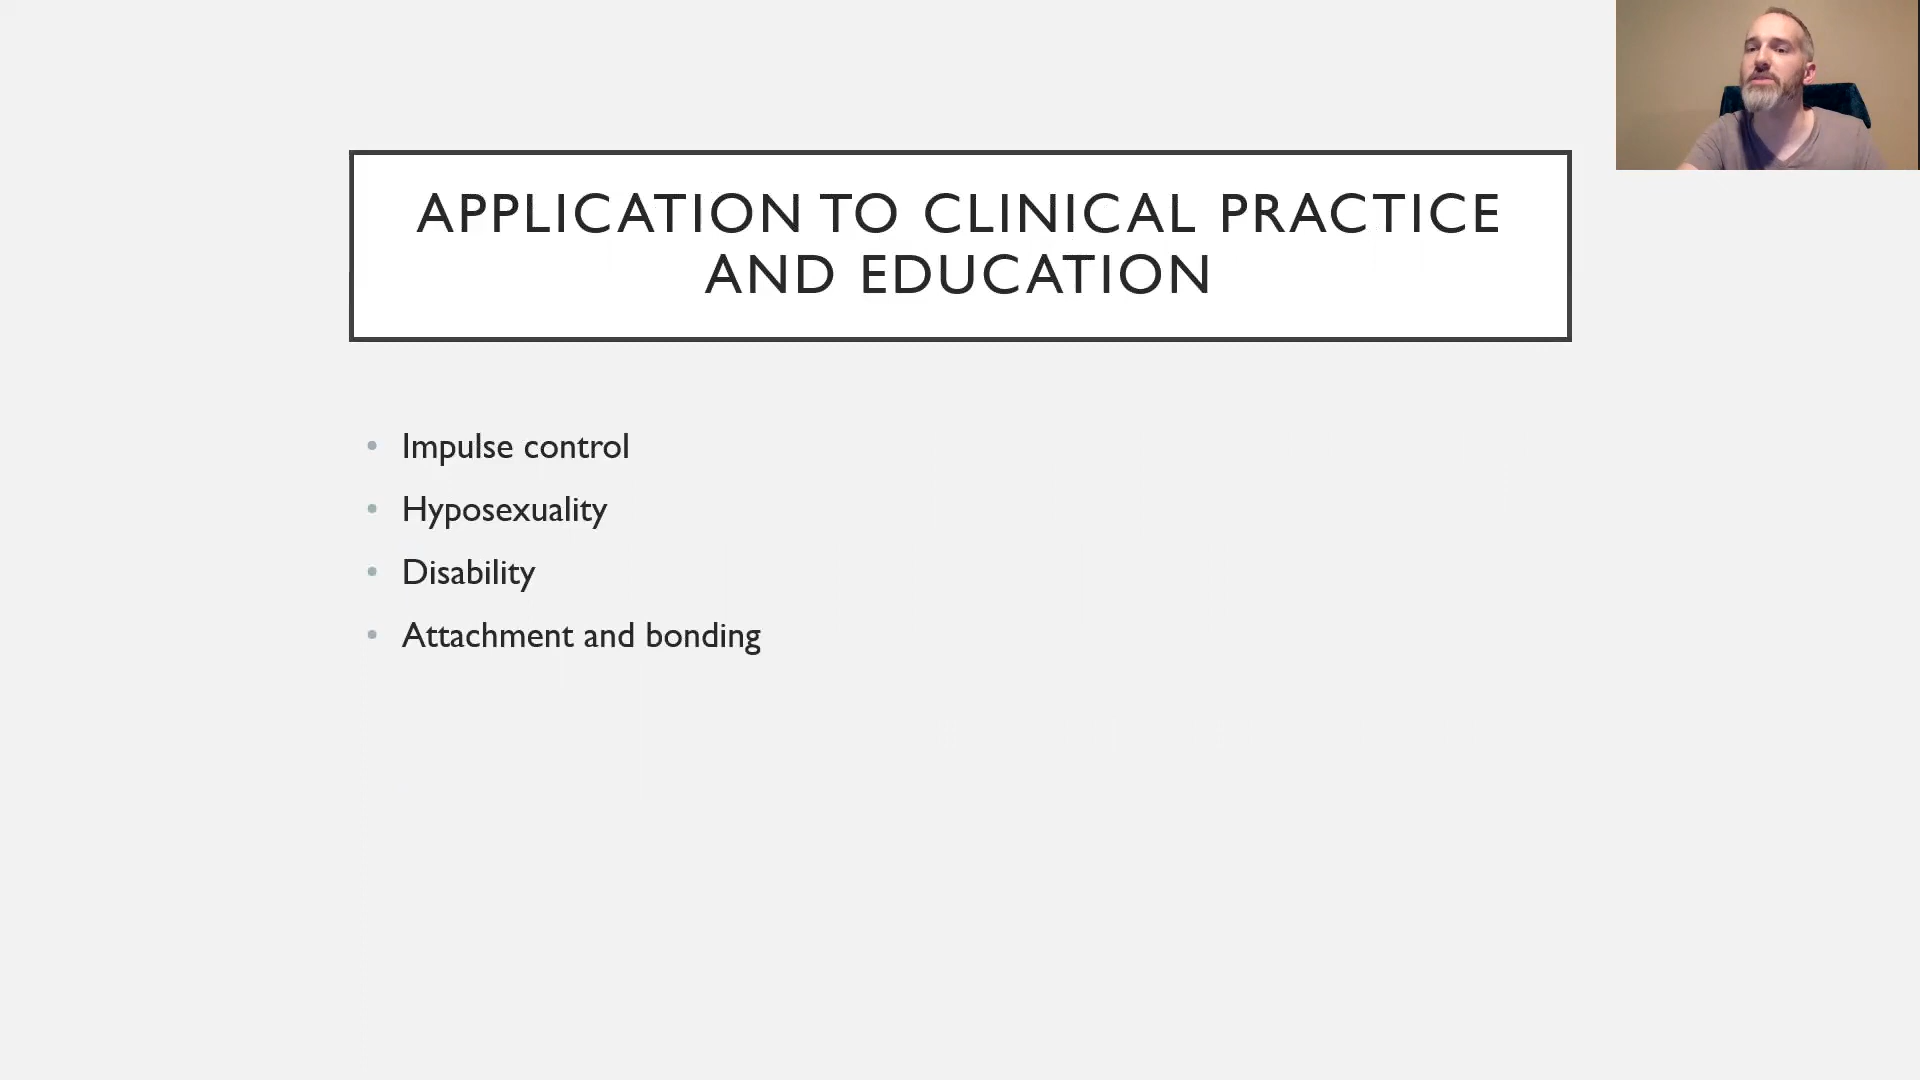 APPLICATION TO CLINICAL PRACTICE
AND EDUCATION
• Impulse control
• Hyposexuality
• Disability
• Attachment and bonding